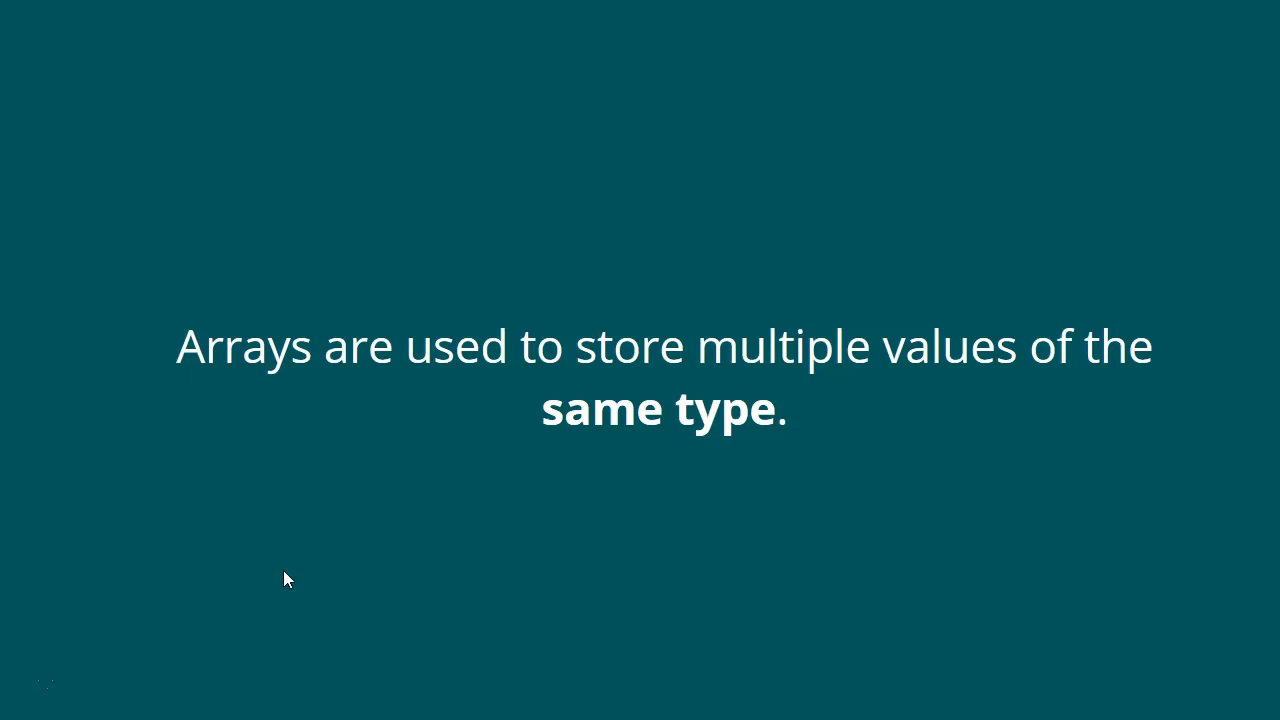 Arrays are used to store multiple values of the
same type.